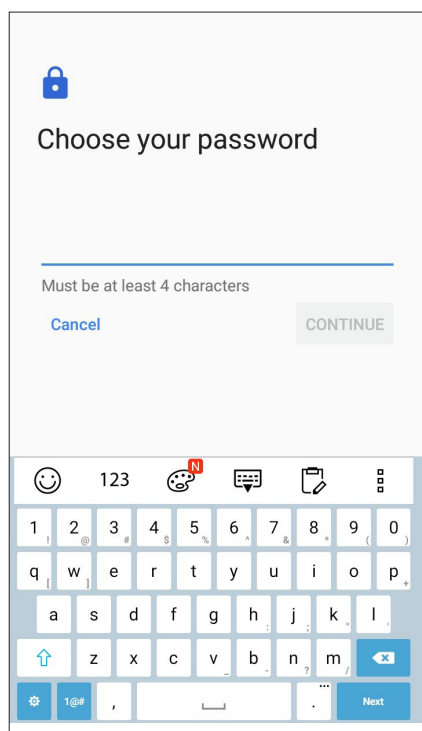 Choose your password
Must be at least 4 characters
Cancel CONTINUE
123 N
1 ! 2 @ 3 # 4 $ 5 % 6 ^ 7 & 8 * 9 ( 0 )
q [ w ] e r t y u i o p +
a s d f g h : j ; k " l '
z x c v _ b - n ? m /
1@# , . ... Next